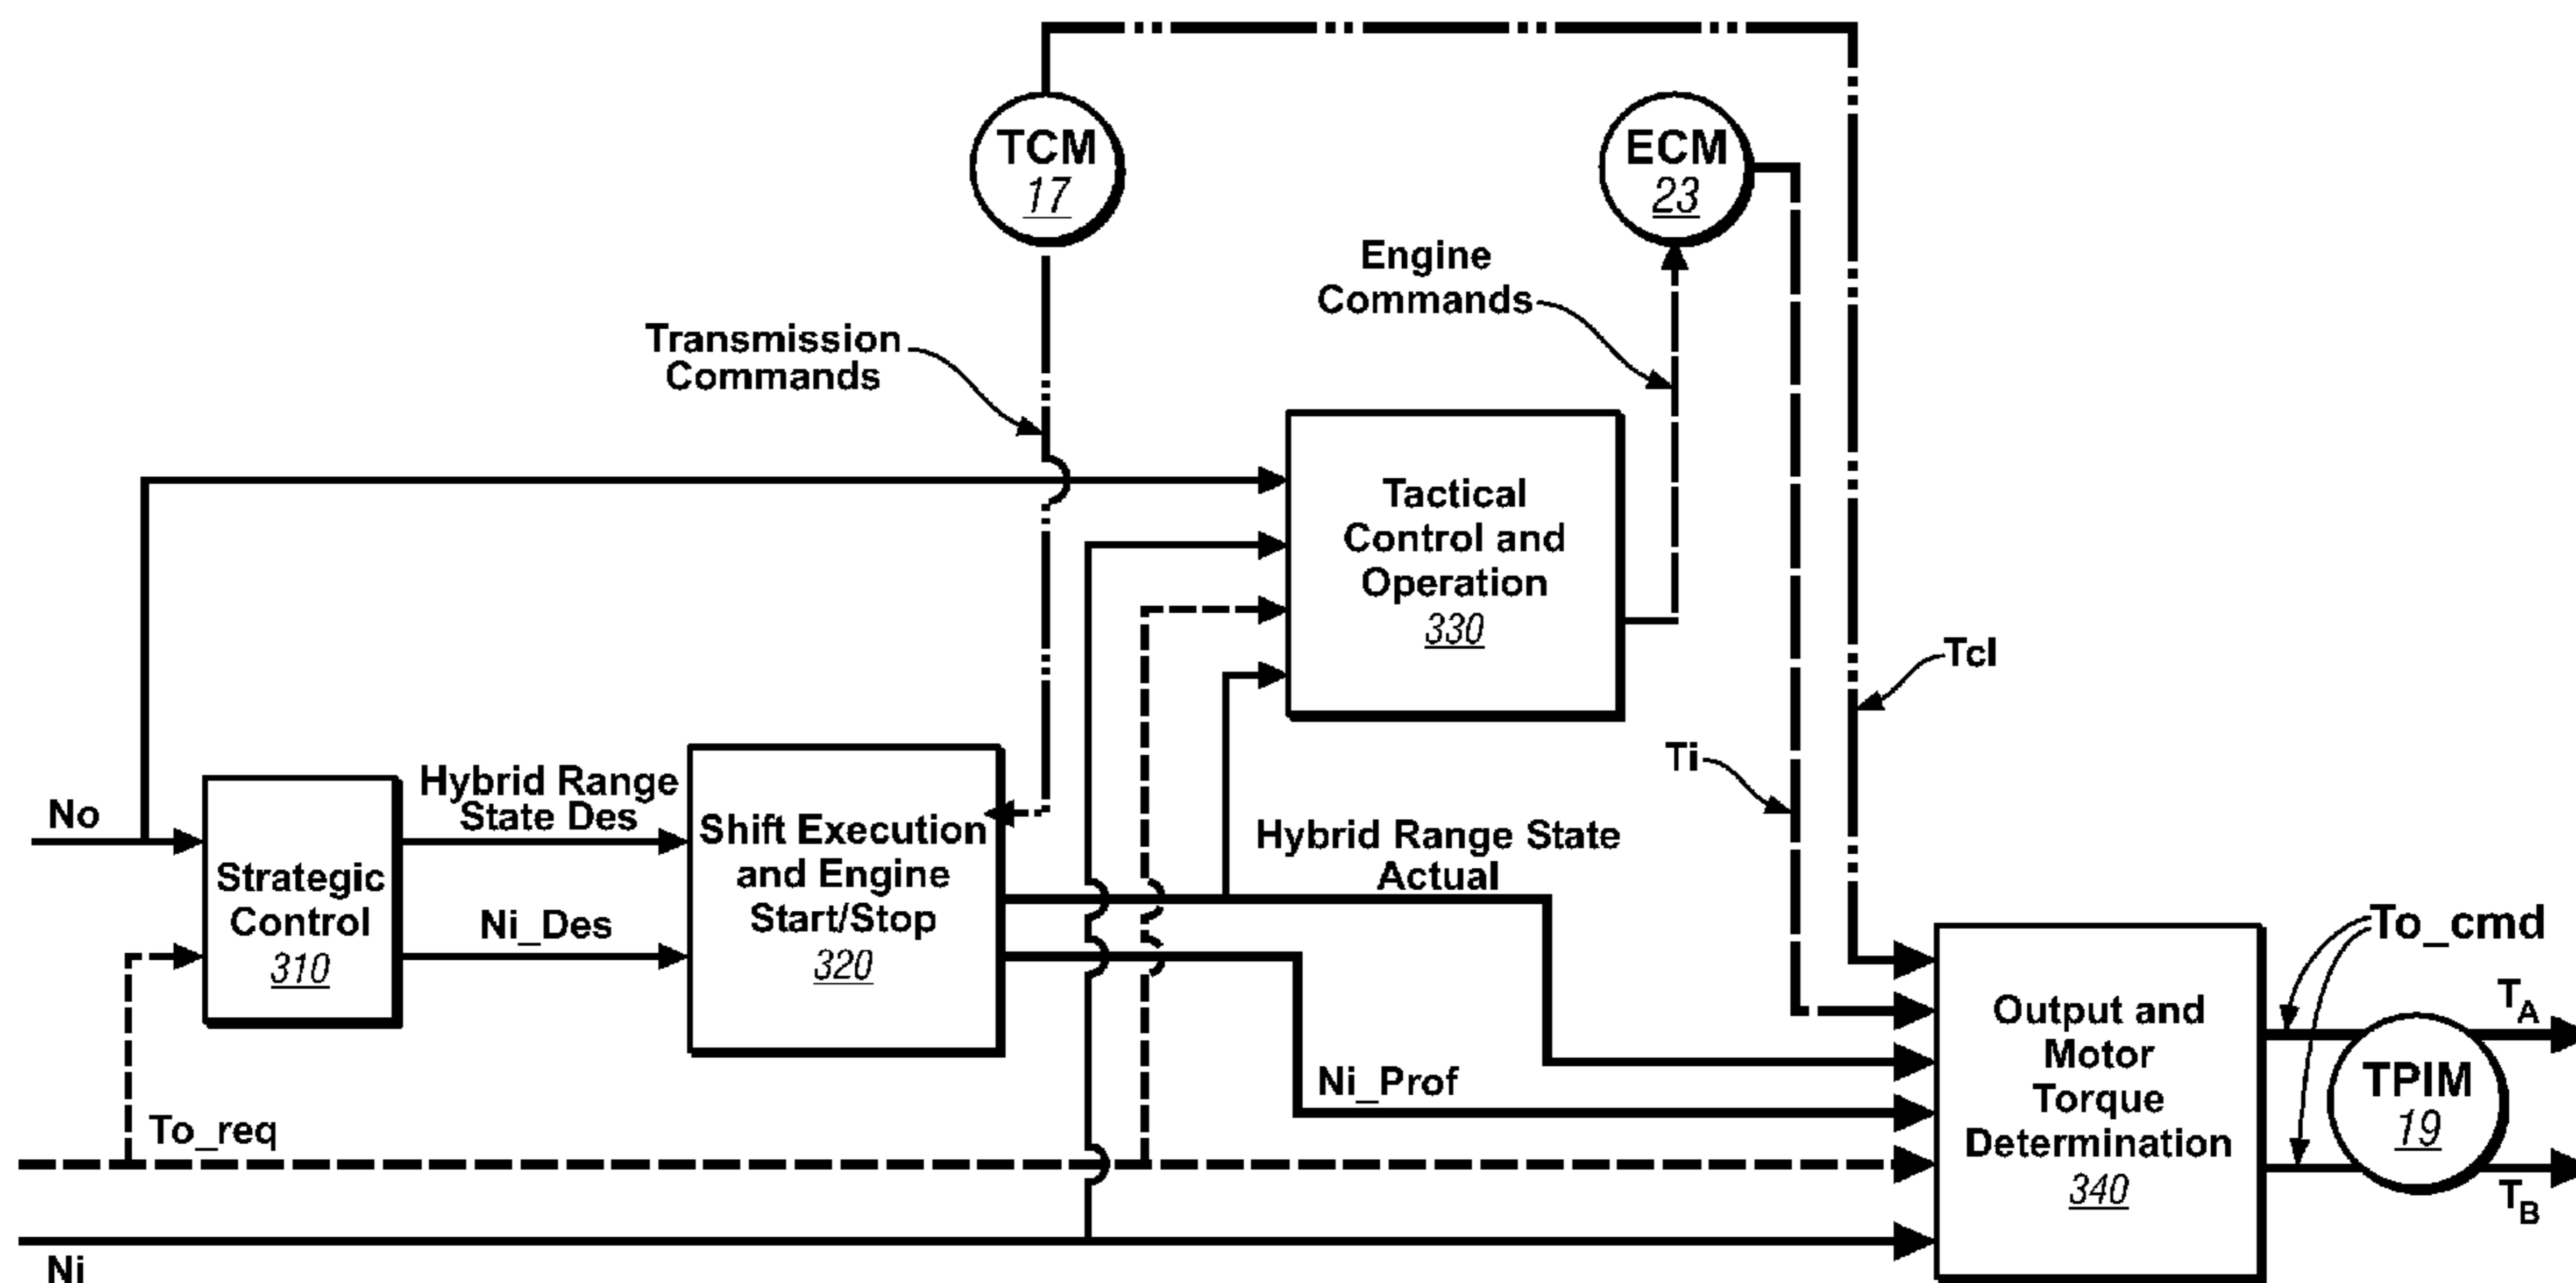 TCM
17
ECM
23
Engine
Commands
Transmission
Commands
Tactical
Control and
Operation
330
Tcl
Ti
No
Hybrid Range
State Des
Strategic
Control
310
Ni_Des
Shift Execution
and Engine
Start/Stop
320
Hybrid Range State
Actual
Ni_Prof
To_req
Ni
Output and
Motor
Torque
Determination
340
To_cmd
TPIM
19
TA
TB